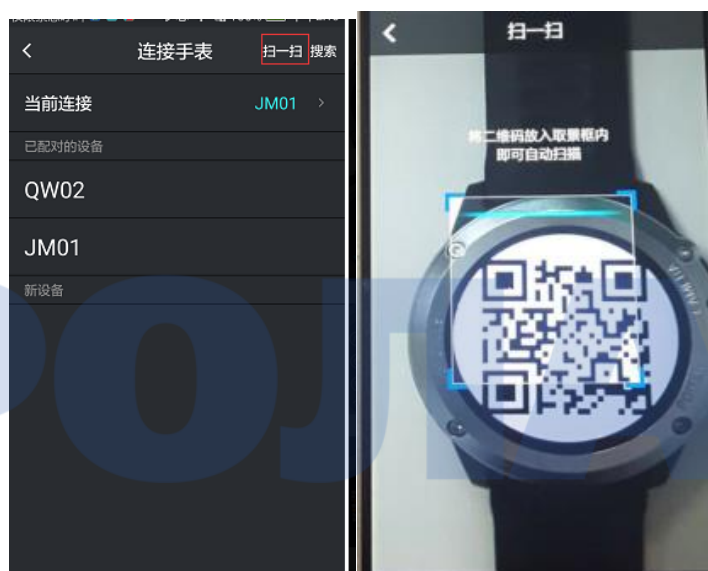 连接手表
扫一扫
搜索
当前连接
JM01
已配对的设备
QW02
JM01
新设备
扫一扫
将二维码放入取景框内
即可自动扫描